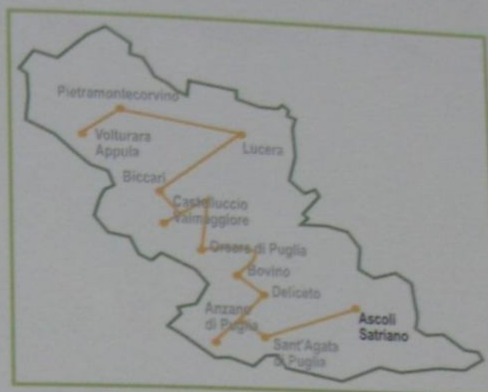 Pietramontecorvino
Volturara
Appula
Lucera
Biccari
Castelluccio
Valmaggiore
Orsara di Puglia
Bovino
Deliceto
Anzano
di Puglia
Ascoli
Satriano
Sant'Agata
di Puglia